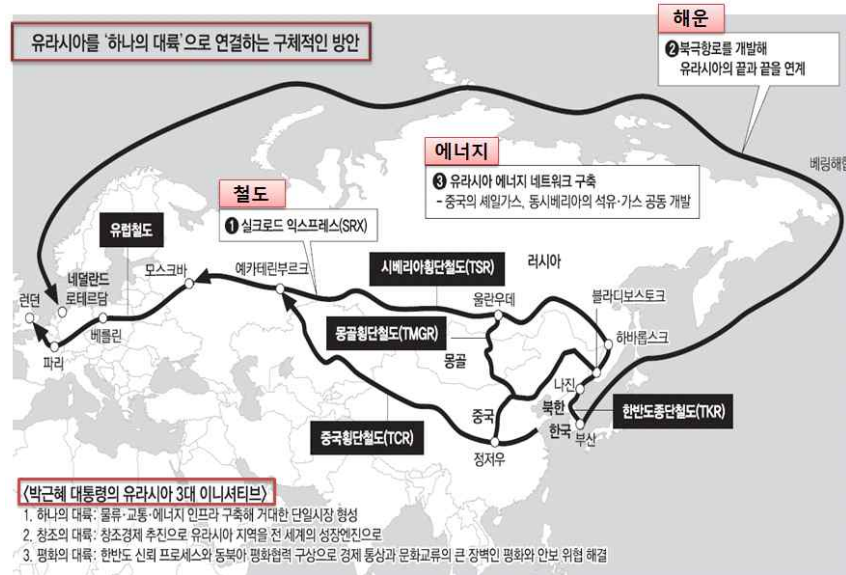 유라시아를 '하나의 대륙'으로 연결하는 구체적인 방안
해운
❷북극항로를 개발해
유라시아의 끝과 끝을 연계
베링해협
에너지
❸ 유라시아 에너지 네트워크 구축
- 중국의 셰일가스, 동시베리아의 석유·가스 공동 개발
철도
❶ 실크로드 익스프레스(SRX)
유럽철도
모스크바
예카테린부르크
시베리아횡단철도(TSR)
러시아
울란우데
블라디보스토크
네덜란드
로테르담
런던
베를린
파리
몽골횡단철도(TMGR)
몽골
하바롭스크
나진
북한
한국
부산
한반도종단철도(TKR)
중국
정저우
중국횡단철도(TCR)
<박근혜 대통령의 유라시아 3대 이니셔티브>
1. 하나의 대륙: 물류·교통·에너지 인프라 구축해 거대한 단일시장 형성
2. 창조의 대륙: 창조경제 추진으로 유라시아 지역을 전 세계의 성장엔진으로
3. 평화의 대륙: 한반도 신뢰 프로세스와 동북아 평화협력 구상으로 경제 통상과 문화교류의 큰 장벽인 평화와 안보 위협 해결